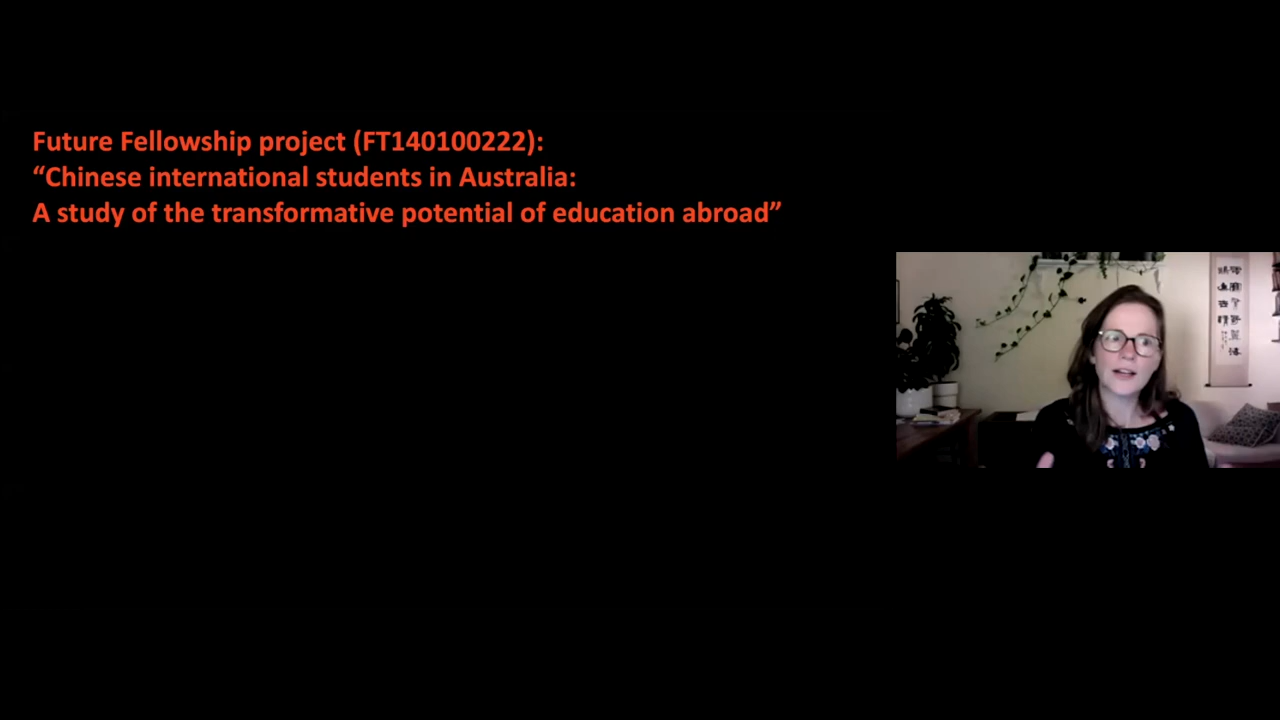 Future Fellowship project (FT140100222):
“Chinese international students in Australia:
A study of the transformative potential of education abroad”